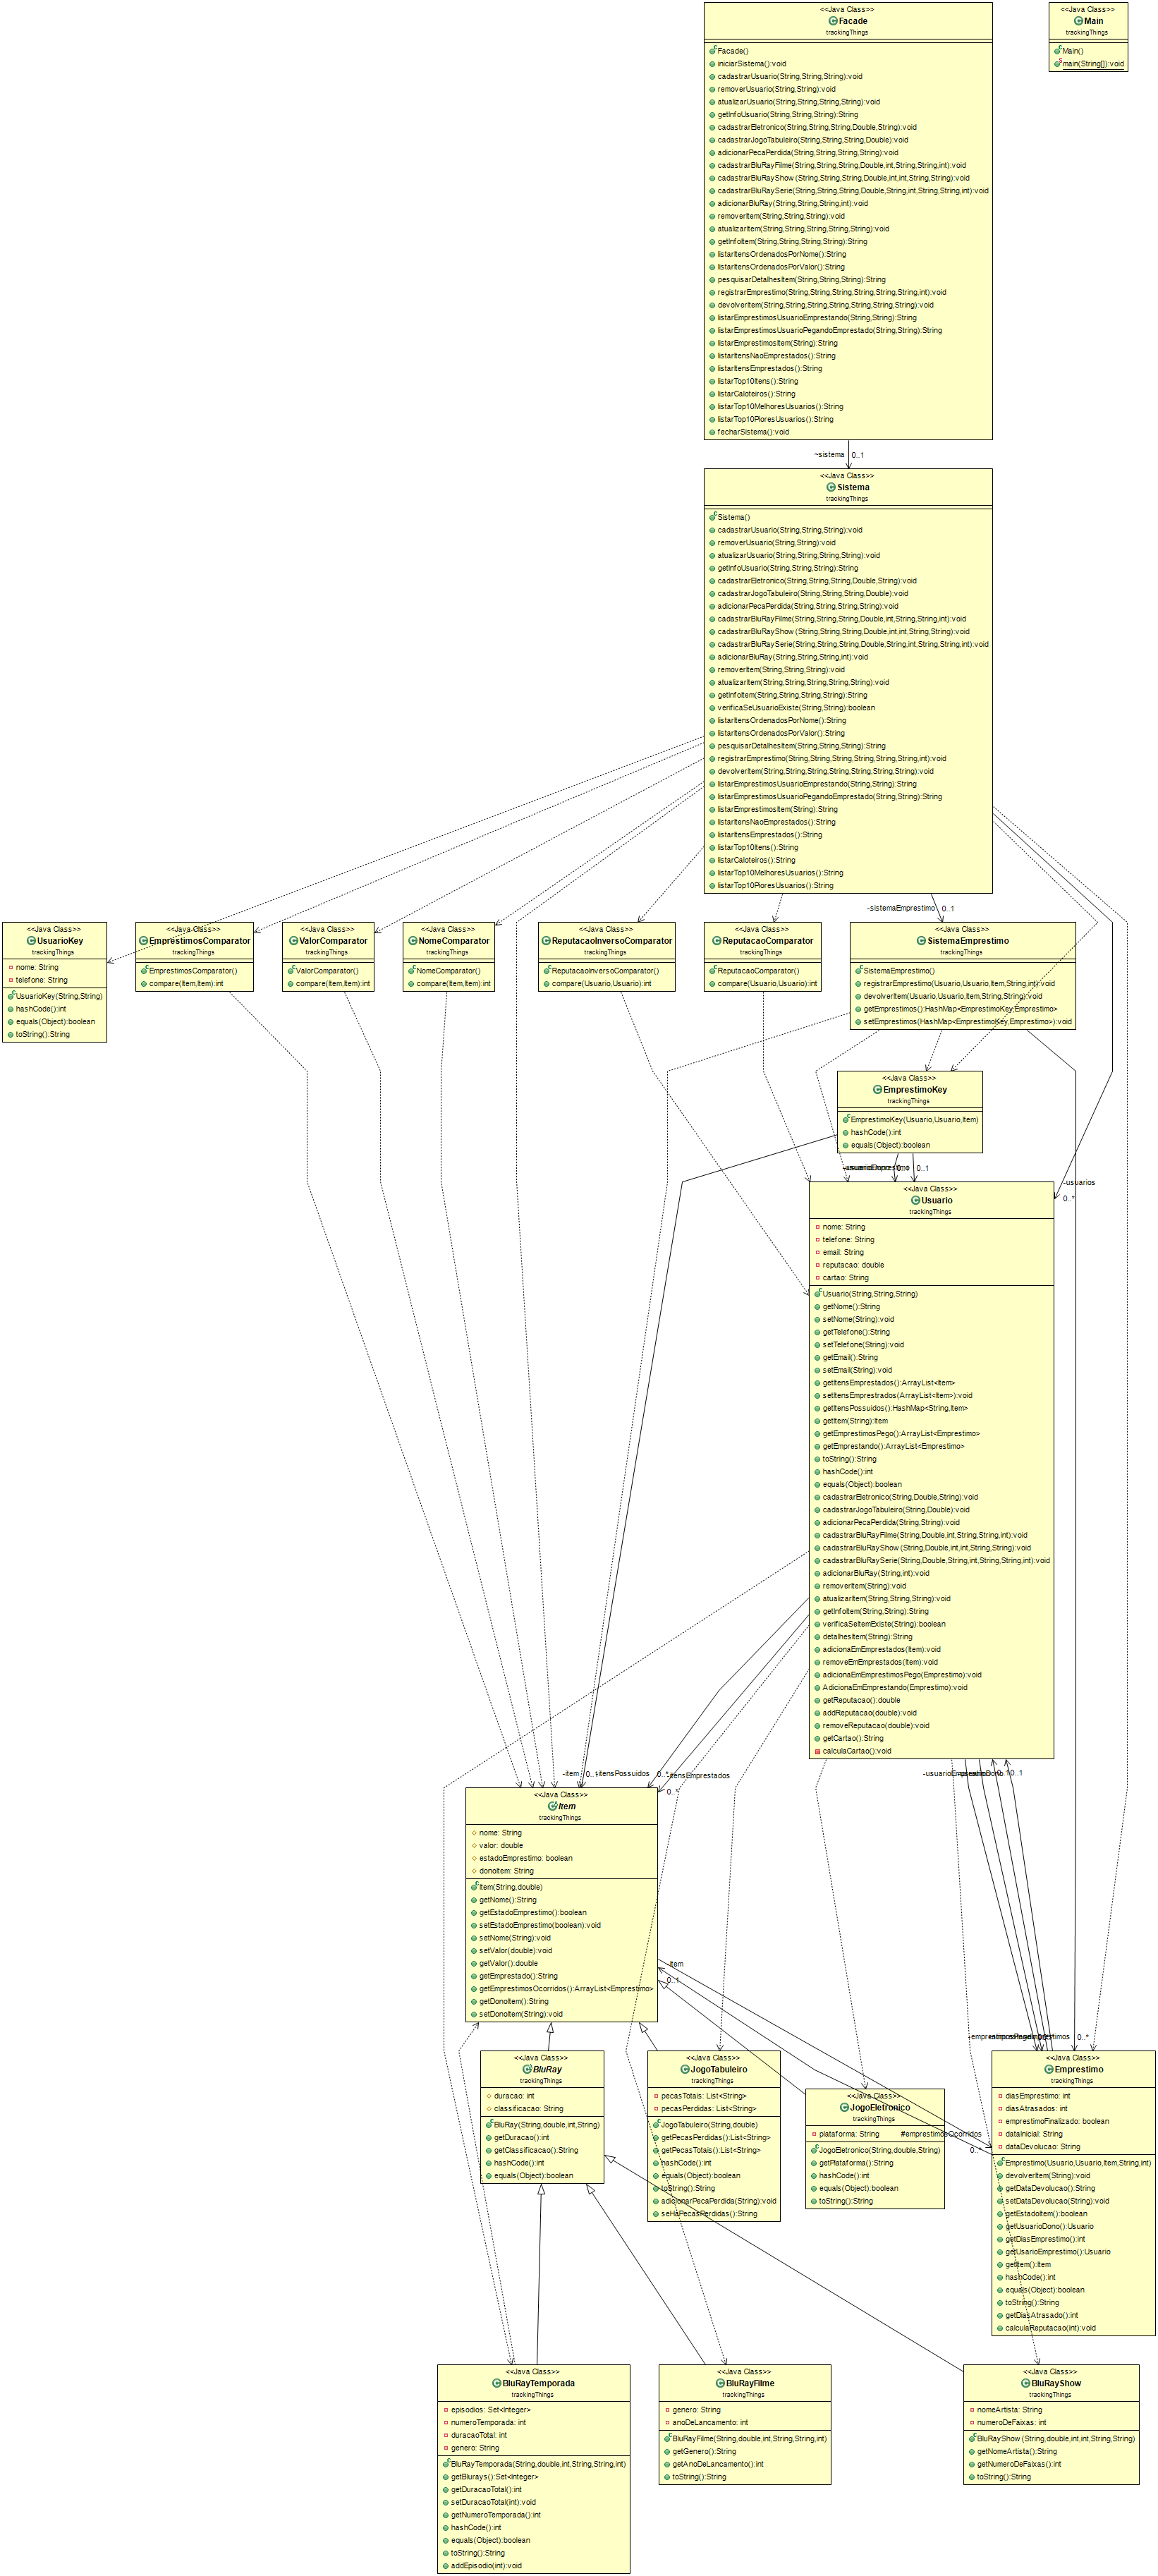 <<Java Class>>
Facade
trackingThings
Facade()
iniciarSistema():void
cadastrarUsuario(String,String,String):void
removerUsuario(String,String):void
atualizarUsuario(String,String,String,String):void
getInfoUsuario(String,String,String):String
cadastrarEletronico(String,String,String,Double,String):void
cadastrarJogoTabuleiro(String,String,String,Double):void
adicionarPecaPerdida(String,String,String,String):void
cadastrarBluRayFilme(String,String,String,Double,int,String,String,int):void
cadastrarBluRayShow(String,String,String,Double,int,int,String,String):void
cadastrarBluRaySerie(String,String,String,Double,String,int,String,String,int):void
adicionarBluRay(String,String,String,int):void
removerItem(String,String,String):void
atualizarItem(String,String,String,String,String):void
getInfoItem(String,String,String,String):String
listarItensOrdenadosPorNome():String
listarItensOrdenadosPorValor():String
pesquisarDetalhesItem(String,String,String):String
registrarEmprestimo(String,String,String,String,String,String,int):void
devolverItem(String,String,String,String,String,String,String):void
listarEmprestimosUsuarioEmprestando(String,String):String
listarEmprestimosUsuarioPegandoEmprestado(String,String):String
listarEmprestimosItem(String):String
listarItensNaoEmprestados():String
listarItensEmprestados():String
listarTop10Itens():String
listarCaloteiros():String
listarTop10MelhoresUsuarios():String
listarTop10PioresUsuarios():String
fecharSistema():void
<<Java Class>>
Main
trackingThings
Main()
main(String[]):void
~sistema 0..1
<<Java Class>>
Sistema
trackingThings
Sistema()
cadastrarUsuario(String,String,String):void
removerUsuario(String,String):void
atualizarUsuario(String,String,String,String):void
getInfoUsuario(String,String,String):String
cadastrarEletronico(String,String,String,Double,String):void
cadastrarJogoTabuleiro(String,String,String,Double):void
adicionarPecaPerdida(String,String,String,String):void
cadastrarBluRayFilme(String,String,String,Double,int,String,String,int):void
cadastrarBluRayShow(String,String,String,Double,int,int,String,String):void
cadastrarBluRaySerie(String,String,String,Double,String,int,String,String,int):void
adicionarBluRay(String,String,String,int):void
removerItem(String,String,String):void
atualizarItem(String,String,String,String,String):void
getInfoItem(String,String,String,String):String
verificaSeUsuarioExiste(String,String):boolean
listarItensOrdenadosPorNome():String
listarItensOrdenadosPorValor():String
pesquisarDetalhesItem(String,String,String):String
registrarEmprestimo(String,String,String,String,String,String,int):void
devolverItem(String,String,String,String,String,String,String):void
listarEmprestimosUsuarioEmprestando(String,String):String
listarEmprestimosUsuarioPegandoEmprestado(String,String):String
listarEmprestimosItem(String):String
listarItensNaoEmprestados():String
listarItensEmprestados():String
listarTop10Itens():String
listarCaloteiros():String
listarTop10MelhoresUsuarios():String
listarTop10PioresUsuarios():String
-sistemaEmprestimo 0..1
<<Java Class>>
UsuarioKey
trackingThings
nome: String
telefone: String
UsuarioKey(String,String)
hashCode():int
equals(Object):boolean
toString():String
<<Java Class>>
EmprestimosComparator
trackingThings
EmprestimosComparator()
compare(Item,Item):int
<<Java Class>>
ValorComparator
trackingThings
ValorComparator()
compare(Item,Item):int
<<Java Class>>
NomeComparator
trackingThings
NomeComparator()
compare(Item,Item):int
<<Java Class>>
ReputacaoInversoComparator
trackingThings
ReputacaoInversoComparator()
compare(Usuario,Usuario):int
<<Java Class>>
ReputacaoComparator
trackingThings
ReputacaoComparator()
compare(Usuario,Usuario):int
<<Java Class>>
SistemaEmprestimo
trackingThings
SistemaEmprestimo()
registrarEmprestimo(Usuario,Usuario,Item,String,int):void
devolverItem(Usuario,Usuario,Item,String,String):void
getEmprestimos():HashMap<EmprestimoKey,Emprestimo>
setEmprestimos(HashMap<EmprestimoKey,Emprestimo>):void
<<Java Class>>
EmprestimoKey
trackingThings
EmprestimoKey(Usuario,Usuario,Item)
hashCode():int
equals(Object):boolean
0..1
-usuarios
0..*
<<Java Class>>
Usuario
trackingThings
nome: String
telefone: String
email: String
reputacao: double
cartao: String
Usuario(String,String,String)
getNome():String
setNome(String):void
getTelefone():String
setTelefone(String):void
getEmail():String
setEmail(String):void
getItensEmprestados():ArrayList<Item>
setItensEmprestrados(ArrayList<Item>):void
getItensPossuidos():HashMap<String,Item>
getItem(String):Item
getEmprestimosPego():ArrayList<Emprestimo>
getEmprestando():ArrayList<Emprestimo>
toString():String
hashCode():int
equals(Object):boolean
cadastrarEletronico(String,Double,String):void
cadastrarJogoTabuleiro(String,Double):void
adicionarPecaPerdida(String,String):void
cadastrarBluRayFilme(String,Double,int,String,String,int):void
cadastrarBluRayShow(String,Double,int,int,String,String):void
cadastrarBluRaySerie(String,Double,String,int,String,String,int):void
adicionarBluRay(String,int):void
removerItem(String):void
atualizarItem(String,String,String):void
getInfoItem(String,String):String
verificaSeItemExiste(String):boolean
detalhesItem(String):String
adicionaEmEmprestados(Item):void
removeEmEmprestados(Item):void
adicionaEmEmprestimosPego(Emprestimo):void
AdicionaEmEmprestando(Emprestimo):void
getReputacao():double
addReputacao(double):void
removeReputacao(double):void
getCartao():String
calculaCartao():void
-item 0..1
-itensPossuidos 0..*
-itensEmprestados
0..*
0..1
<<Java Class>>
Item
trackingThings
nome: String
valor: double
estadoEmprestimo: boolean
donoItem: String
Item(String,double)
getNome():String
getEstadoEmprestimo():boolean
setEstadoEmprestimo(boolean):void
setNome(String):void
setValor(double):void
getValor():double
getEmprestado():String
getEmprestimosOcorridos():ArrayList<Emprestimo>
getDonoItem():String
setDonoItem(String):void
-item
0..1
0..*
<<Java Class>>
BluRay
trackingThings
duracao: int
classificacao: String
BluRay(String,double,int,String)
getDuracao():int
getClassificacao():String
hashCode():int
equals(Object):boolean
<<Java Class>>
JogoTabuleiro
trackingThings
pecasTotais: List<String>
pecasPerdidas: List<String>
JogoTabuleiro(String,double)
getPecasPerdidas():List<String>
getPecasTotais():List<String>
hashCode():int
equals(Object):boolean
toString():String
adicionarPecaPerdida(String):void
seHaPecasPerdidas():String
<<Java Class>>
JogoEletronico
trackingThings
plataforma: String
JogoEletronico(String,double,String)
getPlataforma():String
hashCode():int
equals(Object):boolean
toString():String
#emprestimosOcorridos
0..*
<<Java Class>>
Emprestimo
trackingThings
diasEmprestimo: int
diasAtrasados: int
emprestimoFinalizado: boolean
dataInicial: String
dataDevolucao: String
Emprestimo(Usuario,Usuario,Item,String,int)
devolverItem(String):void
getDataDevolucao():String
setDataDevolucao(String):void
getEstadoItem():boolean
getUsuarioDono():Usuario
getDiasEmprestimo():int
getUsarioEmprestimo():Usuario
getItem():Item
hashCode():int
equals(Object):boolean
toString():String
getDiasAtrasado():int
calculaReputacao(int):void
<<Java Class>>
BluRayTemporada
trackingThings
episodios: Set<Integer>
numeroTemporada: int
duracaoTotal: int
genero: String
BluRayTemporada(String,double,int,String,String,int)
getBlurays():Set<Integer>
getDuracaoTotal():int
setDuracaoTotal(int):void
getNumeroTemporada():int
hashCode():int
equals(Object):boolean
toString():String
addEpisodio(int):void
<<Java Class>>
BluRayFilme
trackingThings
genero: String
anoDeLancamento: int
BluRayFilme(String,double,int,String,String,int)
getGenero():String
getAnoDeLancamento():int
toString():String
<<Java Class>>
BluRayShow
trackingThings
nomeArtista: String
numeroDeFaixas: int
BluRayShow(String,double,int,int,String,String)
getNomeArtista():String
getNumeroDeFaixas():int
toString():String